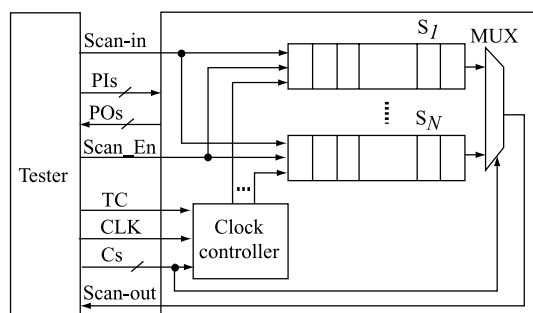 Scan-in
S1
MUX
PIs
POs
SN
Scan_En
Tester
TC
CLK
Clock
controller
Cs
Scan-out